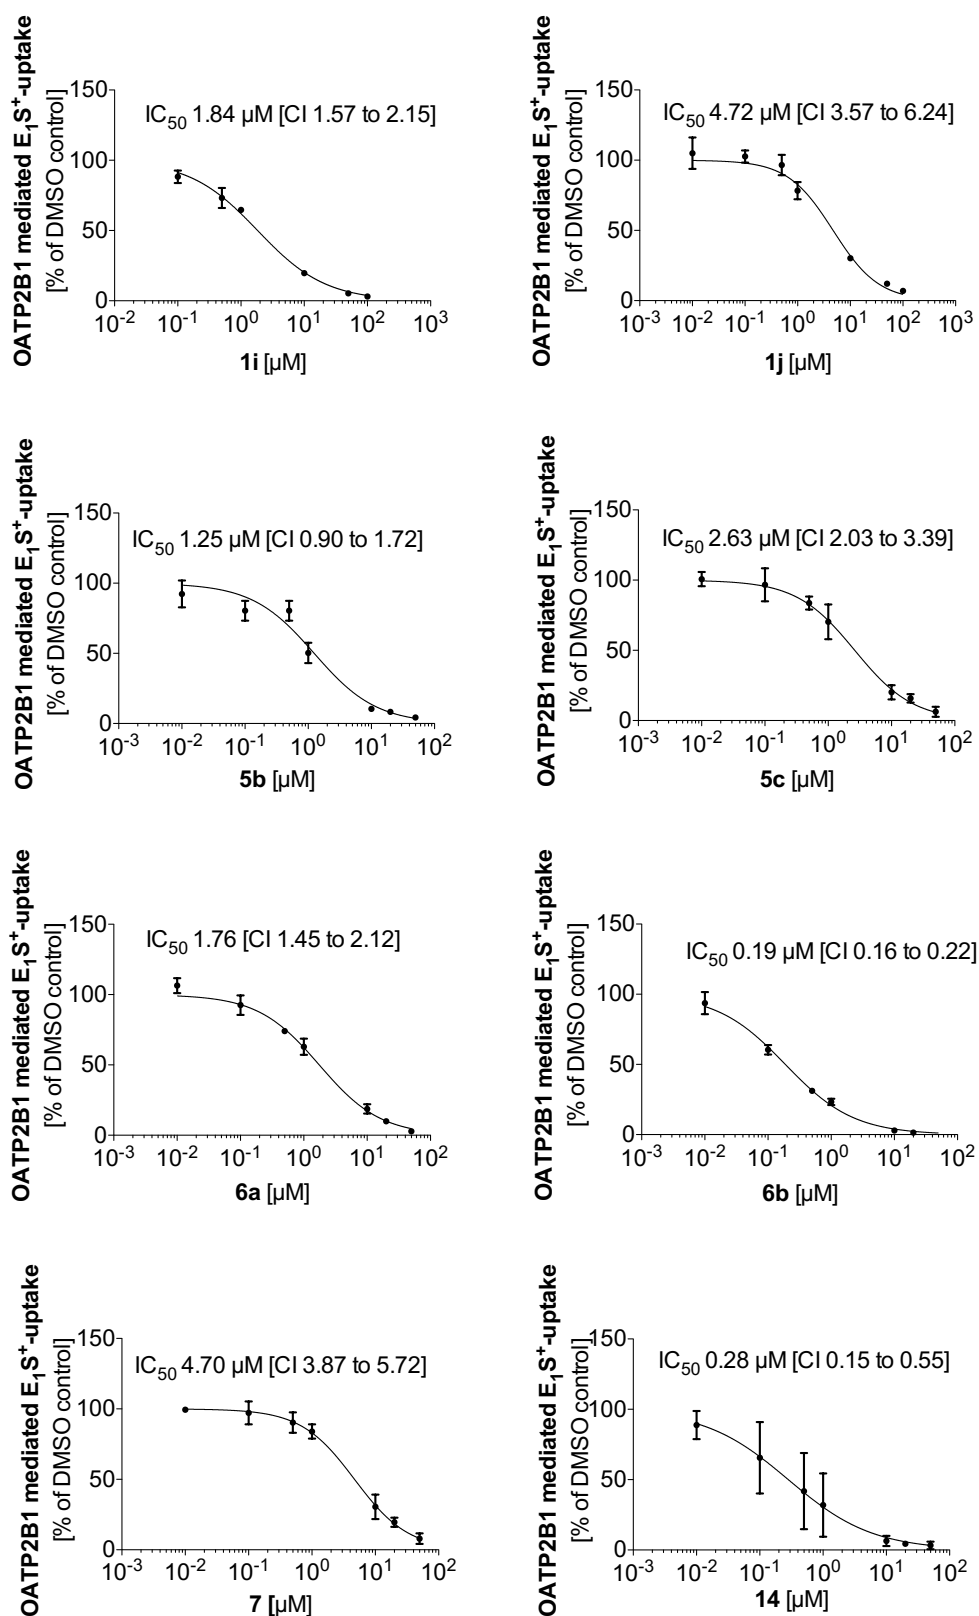 OATP2B1 mediated E₁S⁺-uptake
[% of DMSO control]
150
100
50
0
IC₅₀ 1.84 µM [CI 1.57 to 2.15]
10⁻² 10⁻¹ 10⁰ 10¹ 10² 10³
1i [µM]
OATP2B1 mediated E₁S⁺-uptake
[% of DMSO control]
150
100
50
0
IC₅₀ 4.72 µM [CI 3.57 to 6.24]
10⁻³ 10⁻² 10⁻¹ 10⁰ 10¹ 10² 10³
1j [µM]
OATP2B1 mediated E₁S⁺-uptake
[% of DMSO control]
150
100
50
0
IC₅₀ 1.25 µM [CI 0.90 to 1.72]
10⁻³ 10⁻² 10⁻¹ 10⁰ 10¹ 10²
5b [µM]
OATP2B1 mediated E₁S⁺-uptake
[% of DMSO control]
150
100
50
0
IC₅₀ 2.63 µM [CI 2.03 to 3.39]
10⁻³ 10⁻² 10⁻¹ 10⁰ 10¹ 10²
5c [µM]
OATP2B1 mediated E₁S⁺-uptake
[% of DMSO control]
150
100
50
0
IC₅₀ 1.76 [CI 1.45 to 2.12]
10⁻³ 10⁻² 10⁻¹ 10⁰ 10¹ 10²
6a [µM]
OATP2B1 mediated E₁S⁺-uptake
[% of DMSO control]
150
100
50
0
IC₅₀ 0.19 µM [CI 0.16 to 0.22]
10⁻³ 10⁻² 10⁻¹ 10⁰ 10¹ 10²
6b [µM]
OATP2B1 mediated E₁S⁺-uptake
[% of DMSO control]
150
100
50
0
IC₅₀ 4.70 µM [CI 3.87 to 5.72]
10⁻³ 10⁻² 10⁻¹ 10⁰ 10¹ 10²
7 [µM]
OATP2B1 mediated E₁S⁺-uptake
[% of DMSO control]
150
100
50
0
IC₅₀ 0.28 µM [CI 0.15 to 0.55]
10⁻³ 10⁻² 10⁻¹ 10⁰ 10¹ 10²
14 [µM]